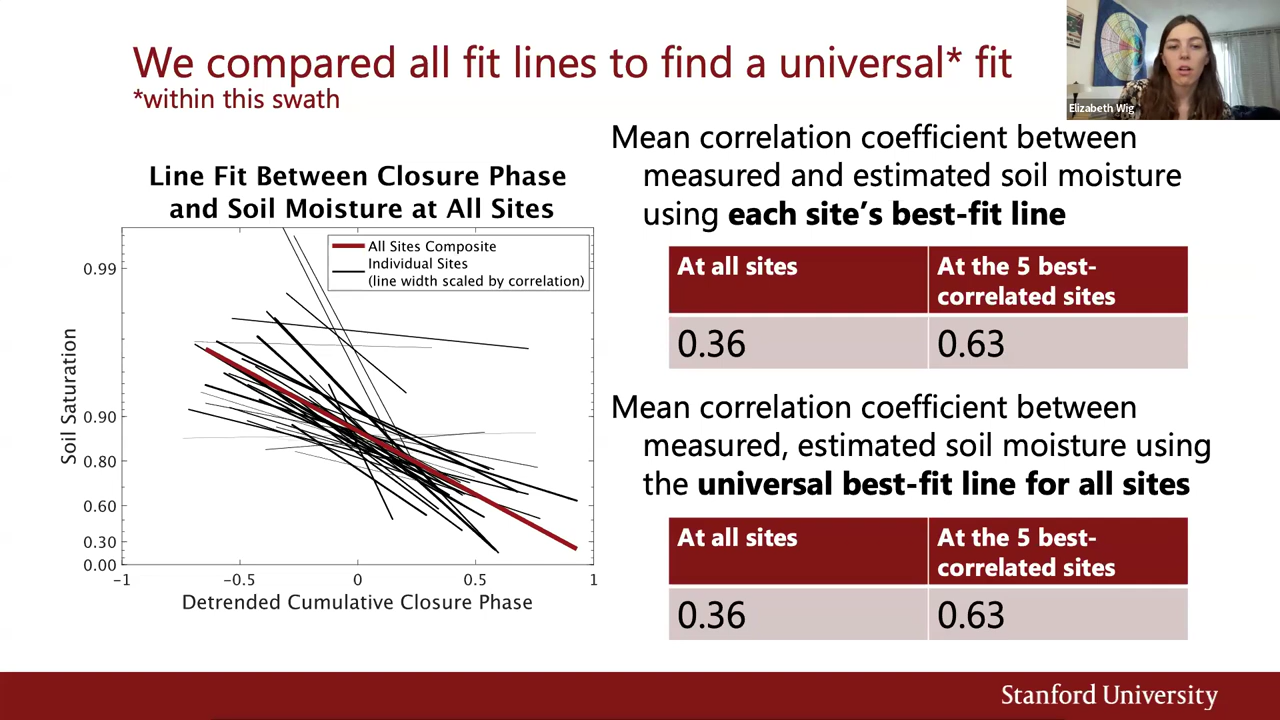 We compared all fit lines to find a universal* fit
*within this swath
Elizabeth Wig
Line Fit Between Closure Phase
and Soil Moisture at All Sites
All Sites Composite
Individual Sites
(line width scaled by correlation)
Soil Saturation
0.99
0.90
0.80
0.60
0.30
0.00
−1
−0.5
0
0.5
1
Detrended Cumulative Closure Phase
Mean correlation coefficient between
measured and estimated soil moisture
using each site’s best-fit line
At all sites
At the 5 best-
correlated sites
0.36
0.63
Mean correlation coefficient between
measured, estimated soil moisture using
the universal best-fit line for all sites
At all sites
At the 5 best-
correlated sites
0.36
0.63
Stanford University